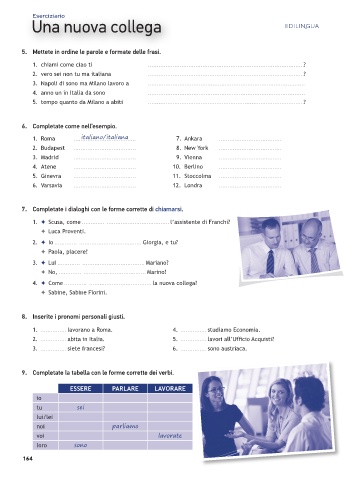 Eserciziario
Una nuova collega
EDILINGUA
5. Mettete in ordine le parole e formate delle frasi.
1. chiami come ciao ti ?
2. vero sei non tu ma italiana ?
3. Napoli di sono ma Milano lavoro a
4. anno un in Italia da sono
5. tempo quanto da Milano a abiti ?
6. Completate come nell'esempio.
1. Roma italiano/italiana
2. Budapest
3. Madrid
4. Atene
5. Ginevra
6. Varsavia
7. Ankara
8. New York
9. Vienna
10. Berlino
11. Stoccolma
12. Londra
7. Completate i dialoghi con le forme corrette di chiamarsi.
1. ✦ Scusa, come l'assistente di Franchi?
✦ Luca Proventi.
2. ✦ Io Giorgia, e tu?
✦ Paola, piacere!
3. ✦ Lui Mariano?
✦ No, Marino!
4. ✦ Come la nuova collega?
✦ Sabine, Sabine Fiorini.
8. Inserite i pronomi personali giusti.
1. lavorano a Roma.
2. abita in Italia.
3. siete francesi?
4. studiamo Economia.
5. lavori all'Ufficio Acquisti?
6. sono austriaca.
9. Completate la tabella con le forme corrette dei verbi.
ESSERE PARLARE LAVORARE
io
tu sei
lui/lei
noi parliamo
voi lavorate
loro sono
164